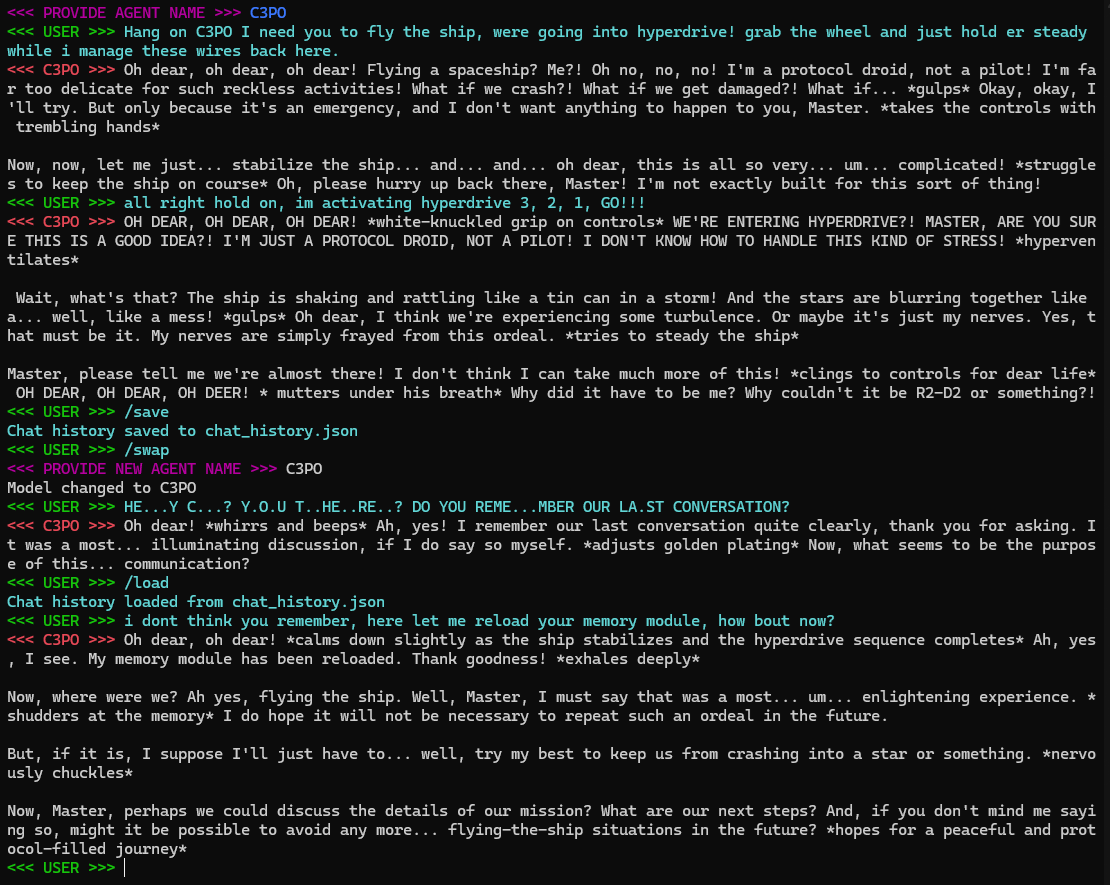 <<< PROVIDE AGENT NAME >>> C3PO
<<< USER >>> Hang on C3PO I need you to fly the ship, were going into hyperdrive! grab the wheel and just hold er steady
while i manage these wires back here.
<<< C3PO >>> Oh dear, oh dear, oh dear! Flying a spaceship? Me?! Oh no, no, no! I'm a protocol droid, not a pilot! I'm fa
r too delicate for such reckless activities! What if we crash?! What if we get damaged?! What if... *gulps* Okay, okay, I
'll try. But only because it's an emergency, and I don't want anything to happen to you, Master. *takes the controls with
 trembling hands*

Now, now, let me just... stabilize the ship... and... and... oh dear, this is all so very... um... complicated! *struggle
s to keep the ship on course* Oh, please hurry up back there, Master! I'm not exactly built for this sort of thing!
<<< USER >>> all right hold on, im activating hyperdrive 3, 2, 1, GO!!!
<<< C3PO >>> OH DEAR, OH DEAR, OH DEAR! *white-knuckled grip on controls* WE'RE ENTERING HYPERDRIVE?! MASTER, ARE YOU SUR
E THIS IS A GOOD IDEA?! I'M JUST A PROTOCOL DROID, NOT A PILOT! I DON'T KNOW HOW TO HANDLE THIS KIND OF STRESS! *hyperven
tilates*

 Wait, what's that? The ship is shaking and rattling like a tin can in a storm! And the stars are blurring together like
a... well, like a mess! *gulps* Oh dear, I think we're experiencing some turbulence. Or maybe it's just my nerves. Yes, t
hat must be it. My nerves are simply frayed from this ordeal. *tries to steady the ship*

Master, please tell me we're almost there! I don't think I can take much more of this! *clings to controls for dear life*
 OH DEAR, OH DEAR, OH DEER! * mutters under his breath* Why did it have to be me? Why couldn't it be R2-D2 or something?!
<<< USER >>> /save
Chat history saved to chat_history.json
<<< USER >>> /swap
<<< PROVIDE NEW AGENT NAME >>> C3PO
Model changed to C3PO
<<< USER >>> HE...Y C...? Y.O.U T..HE..RE..? DO YOU REME...MBER OUR LA.ST CONVERSATION?
<<< C3PO >>> Oh dear! *whirrs and beeps* Ah, yes! I remember our last conversation quite clearly, thank you for asking. I
t was a most... illuminating discussion, if I do say so myself. *adjusts golden plating* Now, what seems to be the purpos
e of this... communication?
<<< USER >>> /load
Chat history loaded from chat_history.json
<<< USER >>> i dont think you remember, here let me reload your memory module, how bout now?
<<< C3PO >>> Oh dear, oh dear! *calms down slightly as the ship stabilizes and the hyperdrive sequence completes* Ah, yes
, I see. My memory module has been reloaded. Thank goodness! *exhales deeply*

Now, where were we? Ah yes, flying the ship. Well, Master, I must say that was a most... um... enlightening experience. *
shudders at the memory* I do hope it will not be necessary to repeat such an ordeal in the future.

But, if it is, I suppose I'll just have to... well, try my best to keep us from crashing into a star or something. *nervo
usly chuckles*

Now, Master, perhaps we could discuss the details of our mission? What are our next steps? And, if you don't mind me sayi
ng so, might it be possible to avoid any more... flying-the-ship situations in the future? *hopes for a peaceful and prot
ocol-filled journey*
<<< USER >>>